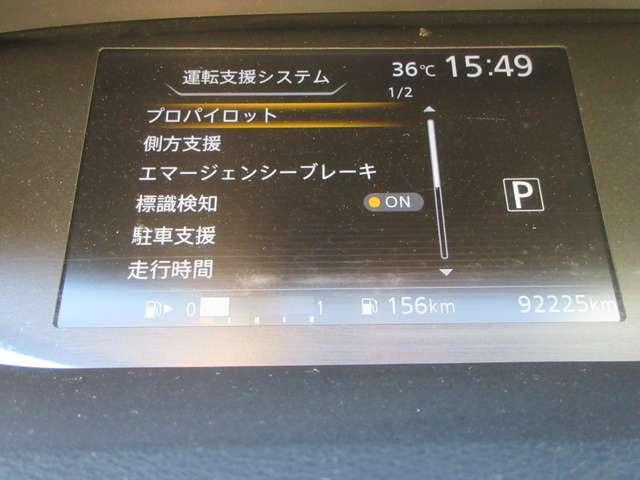 運転支援システム
36℃ 15:49
1/2
プロパイロット
側方支援
エマージェンシーブレーキ
標識検知 ON
駐車支援
走行時間
P
0 1 156km 92225km